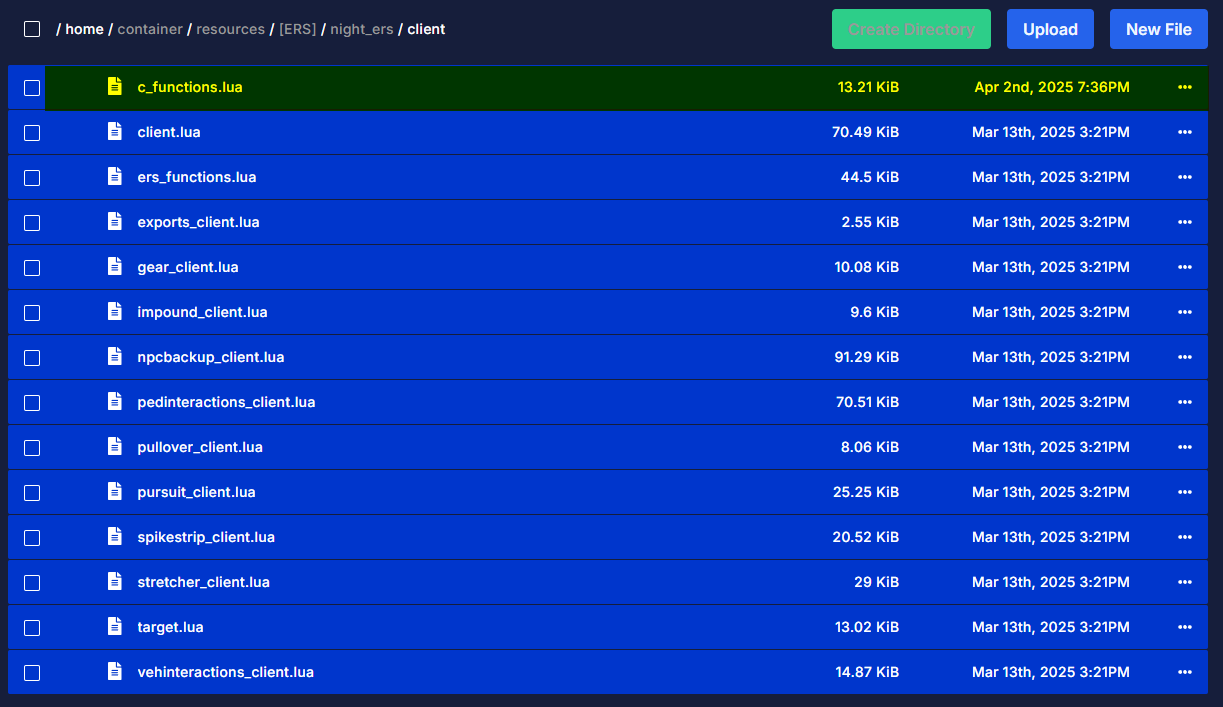 / home / container / resources / [ERS] / night_ers / client Create Directory Upload New File
c_functions.lua 13.21 KiB Apr 2nd, 2025 7:36PM
client.lua 70.49 KiB Mar 13th, 2025 3:21PM
ers_functions.lua 44.5 KiB Mar 13th, 2025 3:21PM
exports_client.lua 2.55 KiB Mar 13th, 2025 3:21PM
gear_client.lua 10.08 KiB Mar 13th, 2025 3:21PM
impound_client.lua 9.6 KiB Mar 13th, 2025 3:21PM
npcbackup_client.lua 91.29 KiB Mar 13th, 2025 3:21PM
pedinteractions_client.lua 70.51 KiB Mar 13th, 2025 3:21PM
pullover_client.lua 8.06 KiB Mar 13th, 2025 3:21PM
pursuit_client.lua 25.25 KiB Mar 13th, 2025 3:21PM
spikestrip_client.lua 20.52 KiB Mar 13th, 2025 3:21PM
stretcher_client.lua 29 KiB Mar 13th, 2025 3:21PM
target.lua 13.02 KiB Mar 13th, 2025 3:21PM
vehinteractions_client.lua 14.87 KiB Mar 13th, 2025 3:21PM